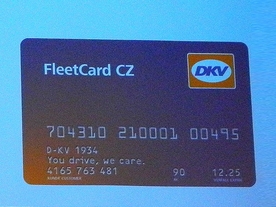 FleetCard CZ
DKV
704310 210001 00495
D-KV 1934
You drive, we care.
4165 763 481 90 12.25